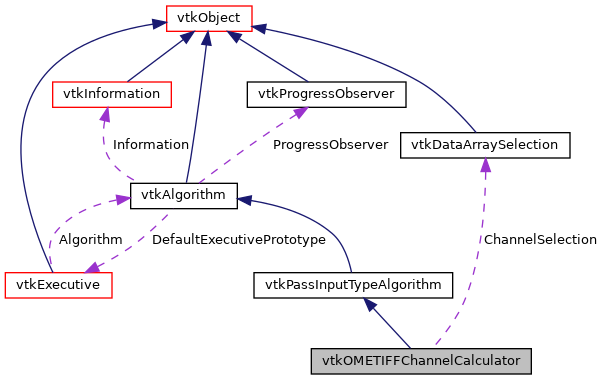 vtkObject
vtkInformation
vtkProgressObserver
vtkDataArraySelection
Information
ProgressObserver
vtkAlgorithm
Algorithm
DefaultExecutivePrototype
ChannelSelection
vtkExecutive
vtkPassInputTypeAlgorithm
vtkOMETIFFChannelCalculator